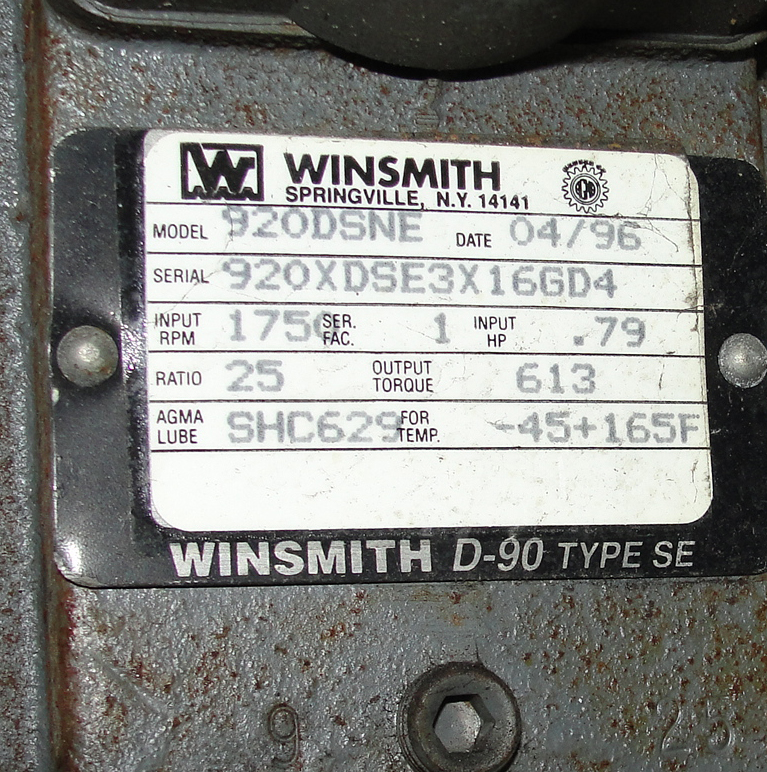 W WINSMITH
SPRINGVILLE, N.Y. 14141
MODEL 920DSNE DATE 04/96
SERIAL 920XDSE3X16GD4
INPUT RPM 1750 SER. FAC. 1 INPUT HP .79
RATIO 25 OUTPUT TORQUE 613
AGMA LUBE SHC629 FOR TEMP. -45+165F
WINSMITH D-90 TYPE SE
9